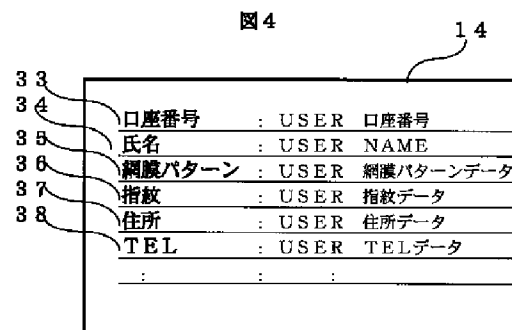 図4
14
33 口座番号 : USER 口座番号
34 氏名 : USER NAME
35 網膜パターン : USER 網膜パターンデータ
36 指紋 : USER 指紋データ
37 住所 : USER 住所データ
38 TEL : USER TELデータ
: : :